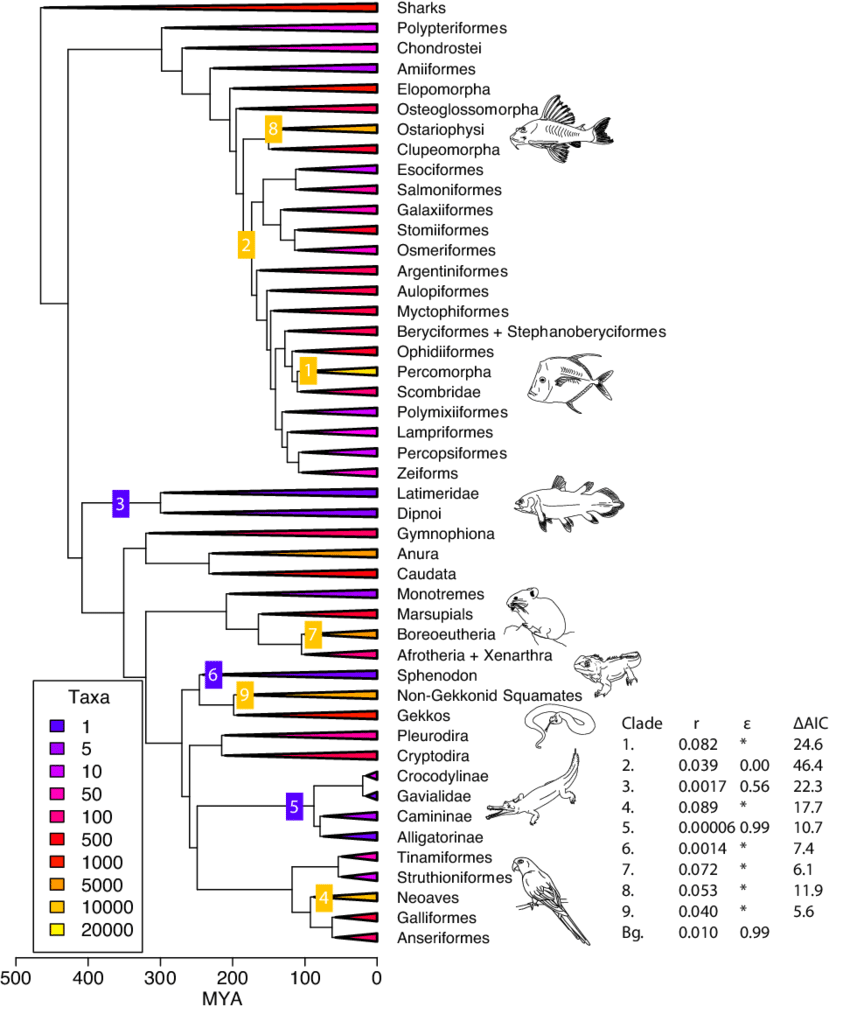 Sharks
Polypteriformes
Chondrostei
Amiiformes
Elopomorpha
Osteoglossomorpha
8 Ostariophysi
Clupeomorpha
Esociformes
Salmoniformes
Galaxiiformes
Stomiiformes
2 Osmeriformes
Argentiniformes
Aulopiformes
Myctophiformes
Beryciformes + Stephanoberyciformes
Ophidiiformes
1 Percomorpha
Scombridae
Polymixiiformes
Lampriformes
Percopsiformes
Zeiforms
Latimeridae
3
Dipnoi
Gymnophiona
Anura
Caudata
Monotremes
Marsupials
7 Boreoeutheria
Afrotheria + Xenarthra
6 Sphenodon
9 Non-Gekkonid Squamates
Gekkos
Pleurodira
Cryptodira
Crocodylinae
Gavialidae
5
Camininae
Alligatorinae
Tinamiformes
Struthioniformes
4 Neoaves
Galliformes
Anseriformes
Taxa
1
5
10
50
100
500
1000
5000
10000
20000
Clade r ε ΔAIC
1. 0.082 * 24.6
2. 0.039 0.00 46.4
3. 0.0017 0.56 22.3
4. 0.089 * 17.7
5. 0.00006 0.99 10.7
6. 0.0014 * 7.4
7. 0.072 * 6.1
8. 0.053 * 11.9
9. 0.040 * 5.6
Bg. 0.010 0.99
500 400 300 200 100 0
MYA